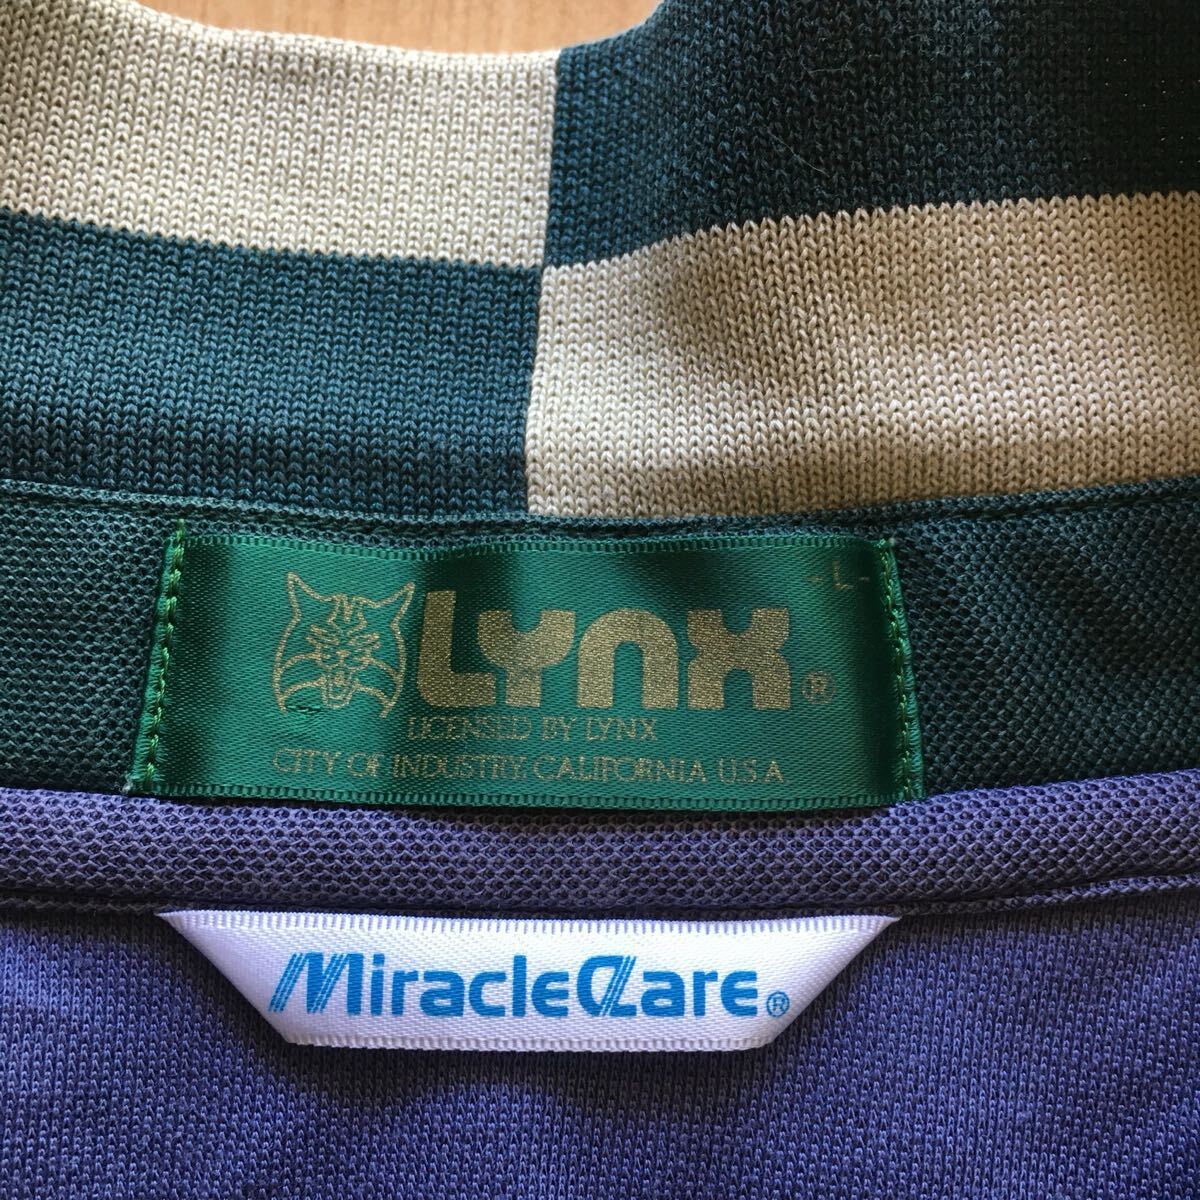 -L-
Lynx®
LICENSED BY LYNX
CITY OF INDUSTRY, CALIFORNIA U.S.A.
MiracleCare®